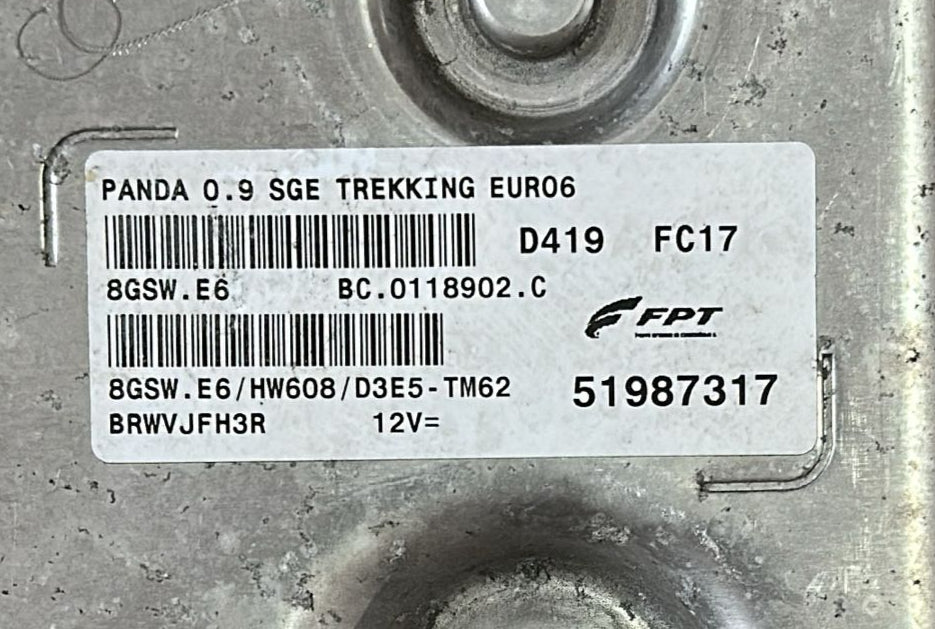 PANDA 0.9 SGE TREKKING EURO6
D419 FC17
8GSW.E6 BC.0118902.C
FPT
8GSW.E6/HW608/D3E5-TM62
51987317
BRWVJFH3R 12V=